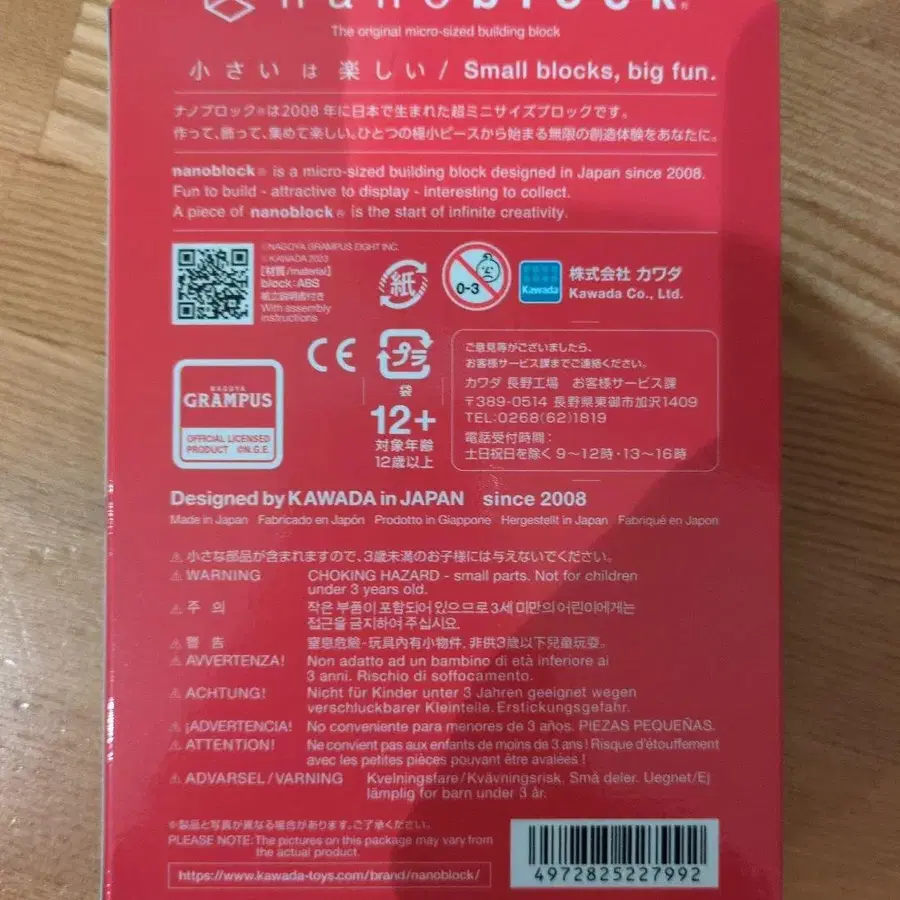 nanoblock®
The original micro-sized building block
小さい は 楽しい / Small blocks, big fun.
ナノブロック®は2008年に日本で生まれた超ミニサイズブロックです。
作って、飾って、集めて楽しい。ひとつの極小ピースから始まる無限の創造体験をあなたに。
nanoblock® is a micro-sized building block designed in Japan since 2008.
Fun to build - attractive to display - interesting to collect.
A piece of nanoblock® is the start of infinite creativity.
©NAGOYA GRAMPUS EIGHT INC.
©KAWADA 2023
[材質/material]
block:ABS
組立説明書付き
With assembly
instructions
紙
0-3
Kawada
株式会社 カワダ
Kawada Co., Ltd.
CE
プラ
袋
12+
対象年齢
12歳以上
NAGOYA
GRAMPUS
OFFICIAL LICENSED
PRODUCT ©N.G.E.
ご意見等がございましたら、
お客様サービス課までご連絡ください。
カワダ 長野工場 お客様サービス課
〒389-0514 長野県東御市加沢1409
TEL:0268(62)1819
電話受付時間:
土日祝日を除く 9～12時・13～16時
Designed by KAWADA in JAPAN since 2008
Made in Japan Fabricado en Japón Prodotto in Giappone Hergestellt in Japan Fabriqué en Japon
⚠小さな部品が含まれますので、3歳未満のお子様には与えないでください。
⚠WARNING CHOKING HAZARD - small parts. Not for children
under 3 years old.
⚠주 의 작은 부품이 포함되어 있으므로 3세 미만의 어린이에게는
접근을 금지하여 주십시요.
⚠警 告 窒息危險-玩具內有小物件, 非供3歲以下兒童玩耍.
⚠AVVERTENZA! Non adatto ad un bambino di età inferiore ai
3 anni. Rischio di soffocamento.
⚠ACHTUNG! Nicht für Kinder unter 3 Jahren geeignet wegen
verschluckbarer Kleinteile. Erstickungsgefahr.
⚠¡ADVERTENCIA! No conveniente para menores de 3 años. PIEZAS PEQUEÑAS.
⚠ATTENTION! Ne convient pas aux enfants de moins de 3 ans ! Risque d'étouffement
avec les petites pièces pouvant être avalées !
⚠ADVARSEL/VARNING Kvelningsfare/Kvävningsrisk. Små deler. Uegnet/Ej
lämplig for barn under 3 år.
※製品と写真が異なる場合があります。ご了承ください。
PLEASE NOTE: The pictures on this package may vary from
the actual product.
https://www.kawada-toys.com/brand/nanoblock/
4972825227992